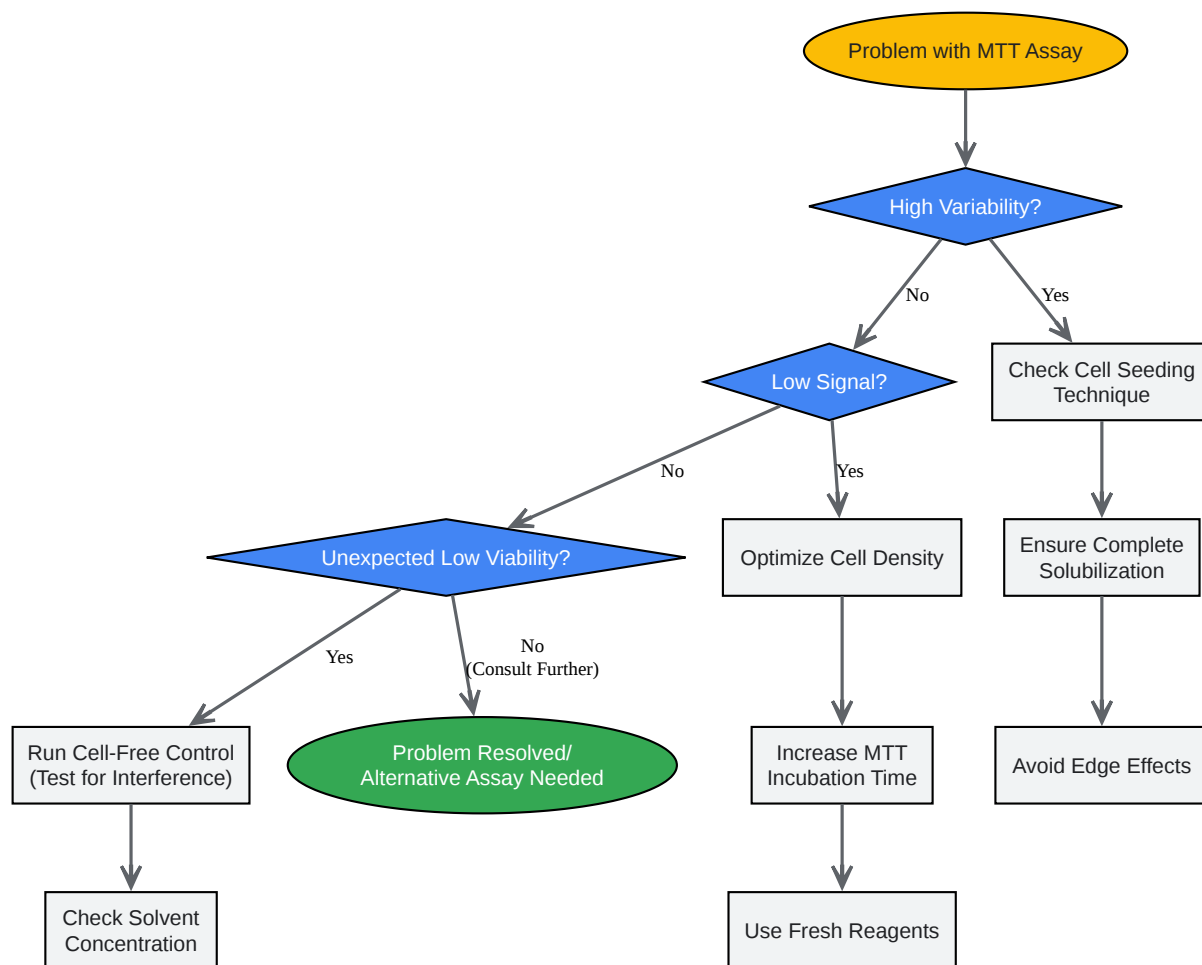 Problem with MTT Assay
High Variability?
No
Yes
Low Signal?
Check Cell Seeding
Technique
No
Yes
Unexpected Low Viability?
Optimize Cell Density
Ensure Complete
Solubilization
Yes
No
(Consult Further)
Run Cell-Free Control
(Test for Interference)
Problem Resolved/
Alternative Assay Needed
Increase MTT
Incubation Time
Avoid Edge Effects
Check Solvent
Concentration
Use Fresh Reagents